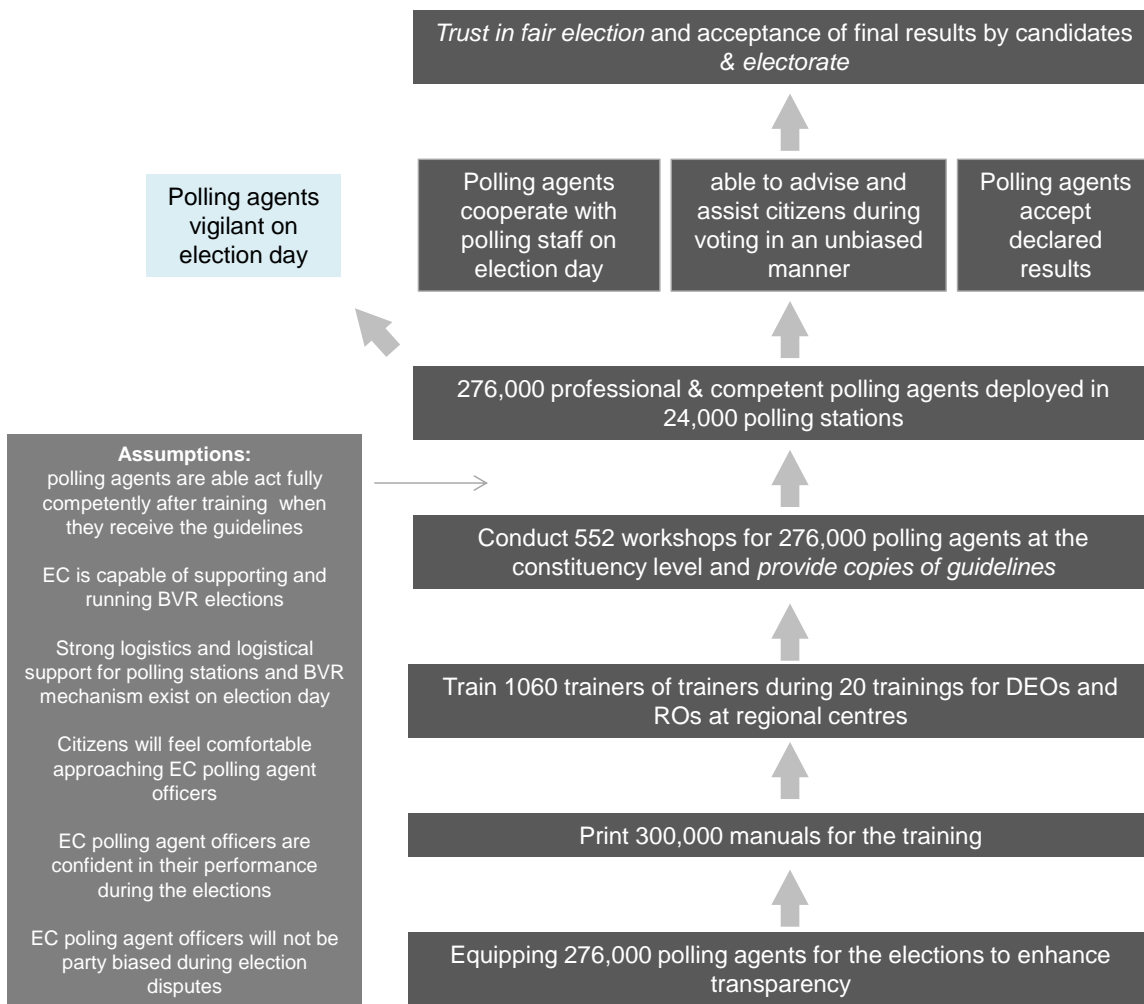 Trust in fair election and acceptance of final results by candidates
& electorate
Polling agents
vigilant on
election day
Polling agents
cooperate with
polling staff on
election day
able to advise and
assist citizens during
voting in an unbiased
manner
Polling agents
accept
declared
results
276,000 professional & competent polling agents deployed in
24,000 polling stations
Assumptions:
polling agents are able act fully
competently after training when
they receive the guidelines
EC is capable of supporting and
running BVR elections
Strong logistics and logistical
support for polling stations and BVR
mechanism exist on election day
Citizens will feel comfortable
approaching EC polling agent
officers
EC polling agent officers are
confident in their performance
during the elections
EC poling agent officers will not be
party biased during election
disputes
Conduct 552 workshops for 276,000 polling agents at the
constituency level and provide copies of guidelines
Train 1060 trainers of trainers during 20 trainings for DEOs and
ROs at regional centres
Print 300,000 manuals for the training
Equipping 276,000 polling agents for the elections to enhance
transparency